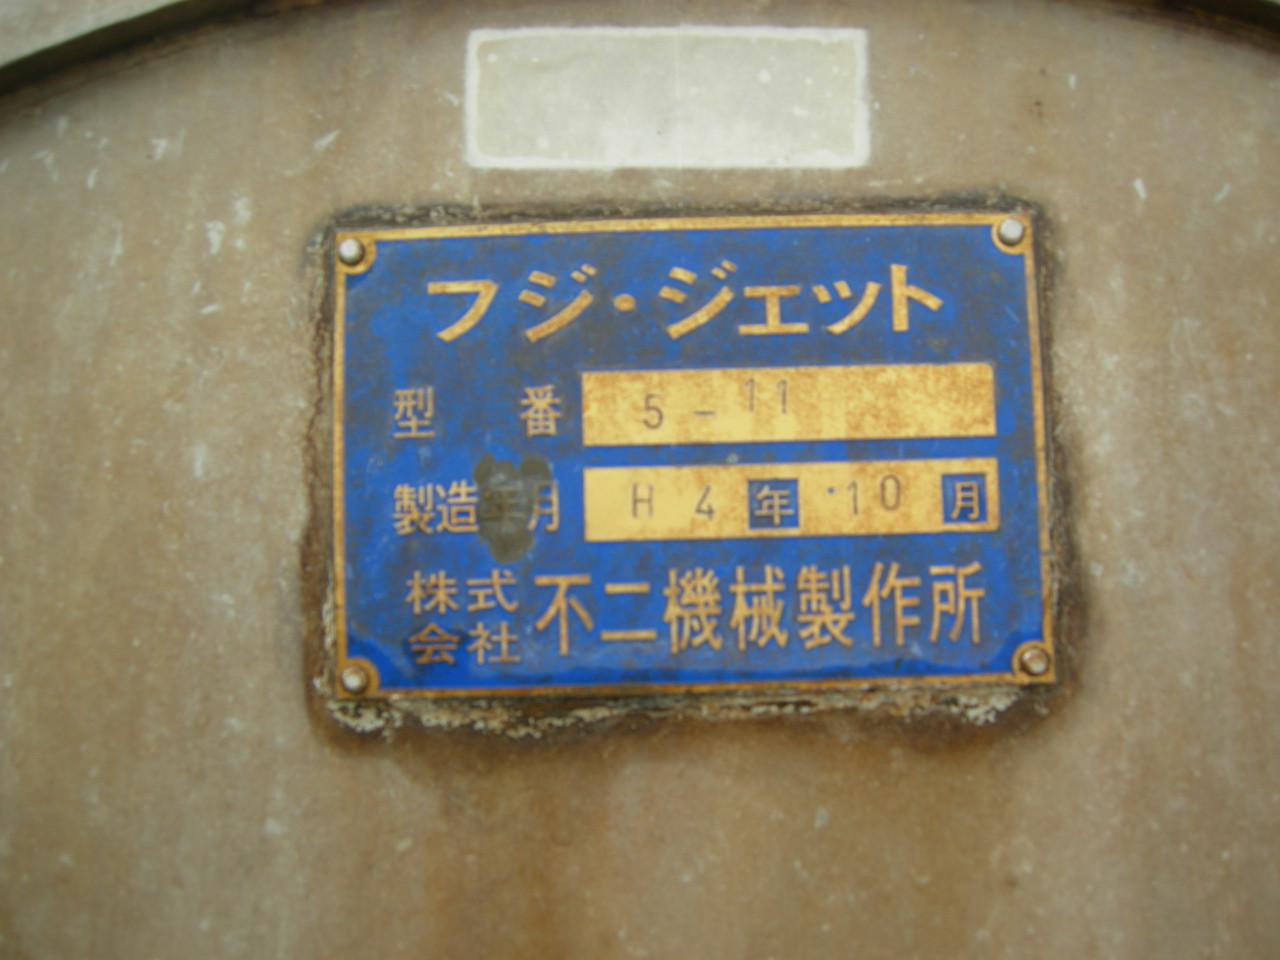 フジ・ジェット
型番 5-11
製造年月 H4年10月
株式会社 不二機械製作所